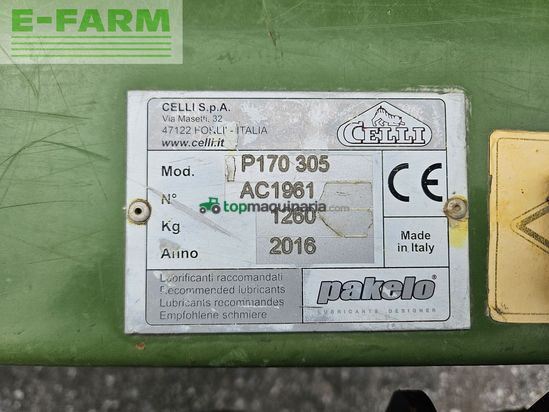 E-FARM
CELLI S.p.A.
Via Masetti, 32
47122 FORLI' - ITALIA
www.celli.it
CELLI
Mod. P170 305
N° AC1961
topmaquinaria.com
Kg 1260
Anno 2016
CE
Made in Italy
Lubrificanti raccomandati
Recommended lubricants
Lubricants recommandes
Empfohlene schmiere
pakelo
LUBRICANTS DESIGNER